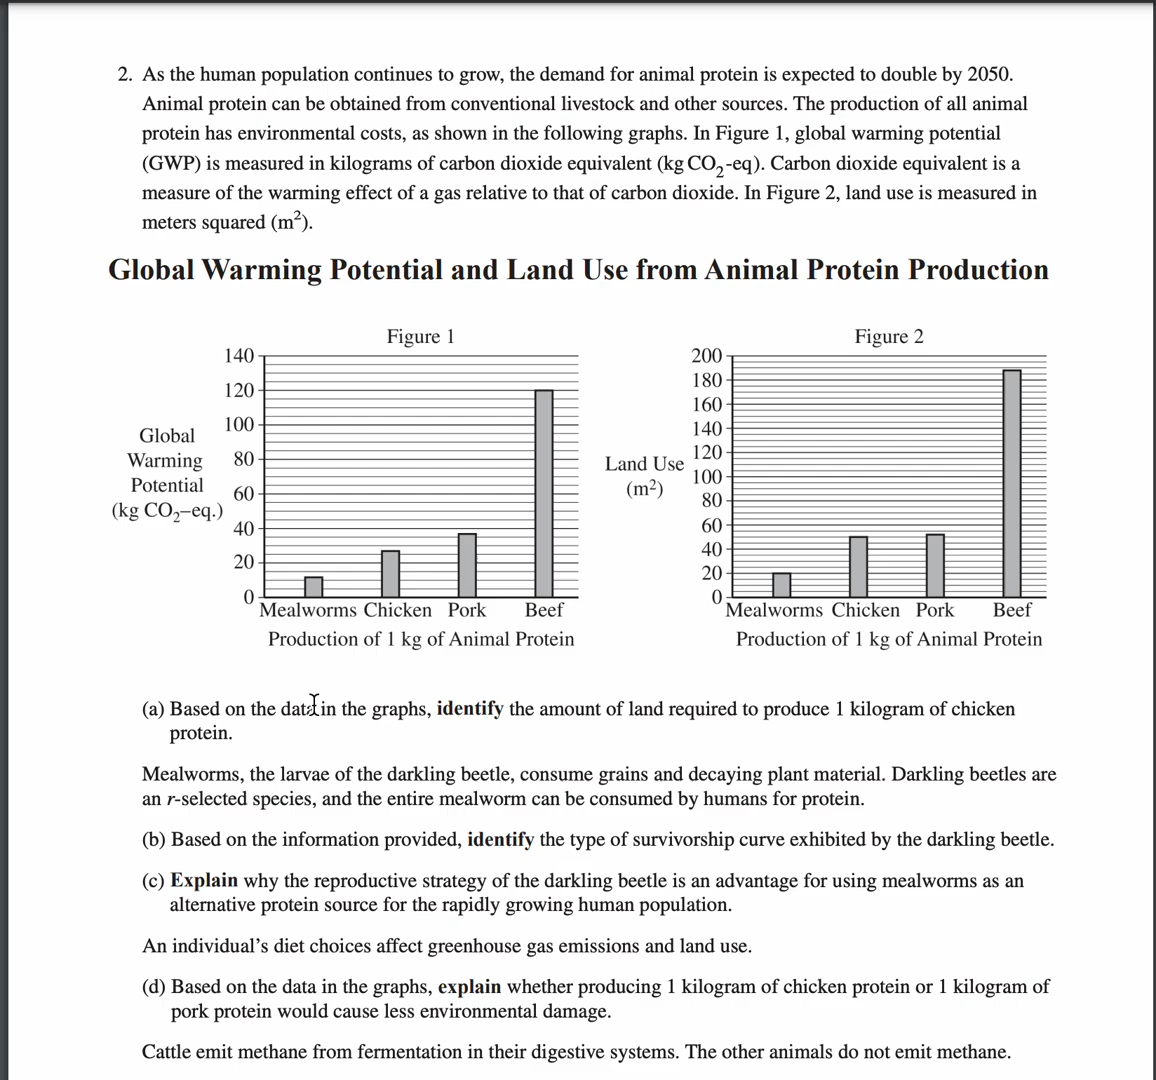 2. As the human population continues to grow, the demand for animal protein is expected to double by 2050.
Animal protein can be obtained from conventional livestock and other sources. The production of all animal
protein has environmental costs, as shown in the following graphs. In Figure 1, global warming potential
(GWP) is measured in kilograms of carbon dioxide equivalent (kg CO₂-eq). Carbon dioxide equivalent is a
measure of the warming effect of a gas relative to that of carbon dioxide. In Figure 2, land use is measured in
meters squared (m²).
Global Warming Potential and Land Use from Animal Protein Production
Figure 1
140
120
100
80
60
40
20
0
Global
Warming
Potential
(kg CO₂–eq.)
Mealworms Chicken Pork Beef
Production of 1 kg of Animal Protein
Figure 2
200
180
160
140
120
100
80
60
40
20
0
Land Use
(m²)
Mealworms Chicken Pork Beef
Production of 1 kg of Animal Protein
(a) Based on the data in the graphs, identify the amount of land required to produce 1 kilogram of chicken
protein.
Mealworms, the larvae of the darkling beetle, consume grains and decaying plant material. Darkling beetles are
an r-selected species, and the entire mealworm can be consumed by humans for protein.
(b) Based on the information provided, identify the type of survivorship curve exhibited by the darkling beetle.
(c) Explain why the reproductive strategy of the darkling beetle is an advantage for using mealworms as an
alternative protein source for the rapidly growing human population.
An individual's diet choices affect greenhouse gas emissions and land use.
(d) Based on the data in the graphs, explain whether producing 1 kilogram of chicken protein or 1 kilogram of
pork protein would cause less environmental damage.
Cattle emit methane from fermentation in their digestive systems. The other animals do not emit methane.